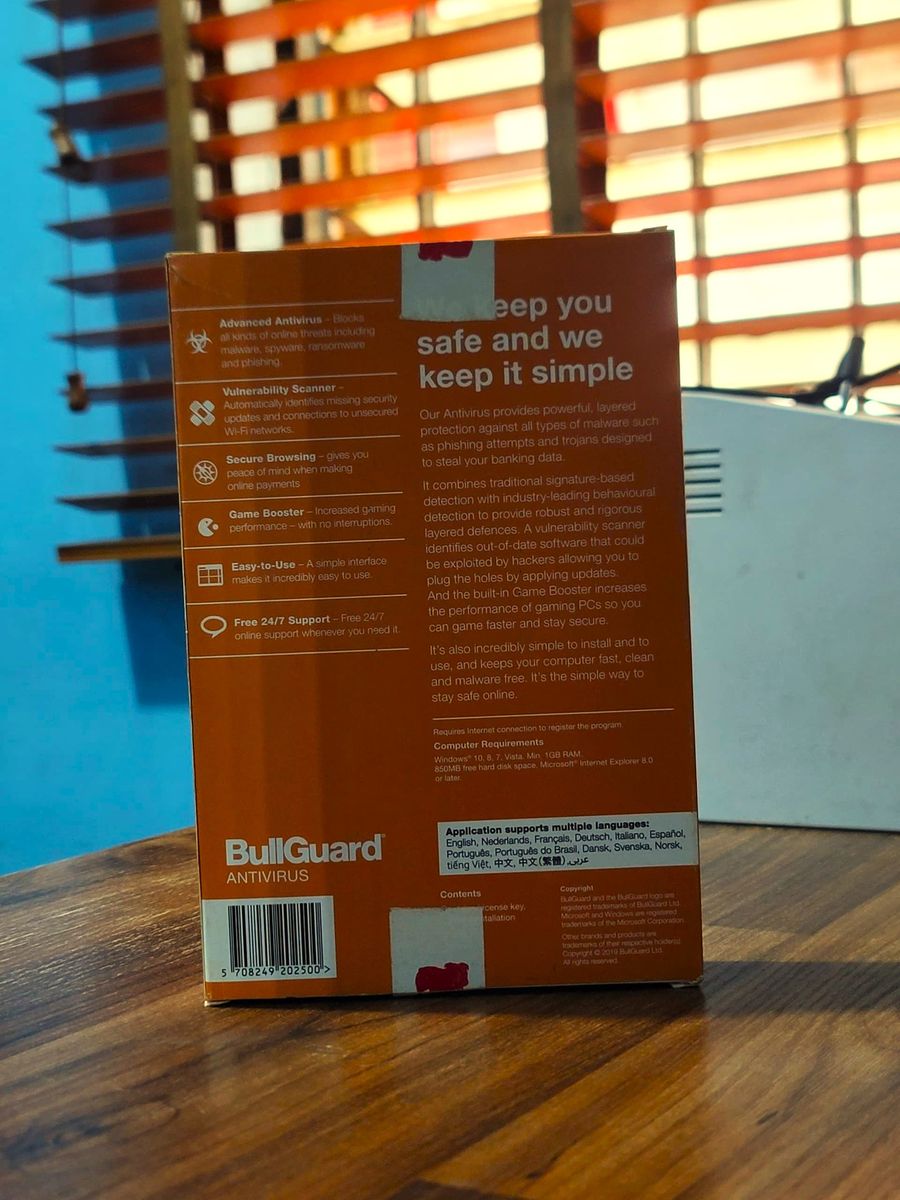 Advanced Antivirus – Blocks
all kinds of online threats including
malware, spyware, ransomware
and phishing.
Vulnerability Scanner –
Automatically identifies missing security
updates and connections to unsecured
Wi-Fi networks.
Secure Browsing – gives you
peace of mind when making
online payments
Game Booster – Increased gaming
performance – with no interruptions.
Easy-to-Use – A simple interface
makes it incredibly easy to use.
Free 24/7 Support – Free 24/7
online support whenever you need it.
We keep you
safe and we
keep it simple
Our Antivirus provides powerful, layered
protection against all types of malware such
as phishing attempts and trojans designed
to steal your banking data.
It combines traditional signature-based
detection with industry-leading behavioural
detection to provide robust and rigorous
layered defences. A vulnerability scanner
identifies out-of-date software that could
be exploited by hackers allowing you to
plug the holes by applying updates.
And the built-in Game Booster increases
the performance of gaming PCs so you
can game faster and stay secure.
It's also incredibly simple to install and to
use, and keeps your computer fast, clean
and malware free. It's the simple way to
stay safe online.
Requires Internet connection to register the program.
Computer Requirements
Windows® 10, 8, 7, Vista. Min. 1GB RAM.
850MB free hard disk space. Microsoft® Internet Explorer 8.0
or later.
Application supports multiple languages:
English, Nederlands, Français, Deutsch, Italiano, Español,
Português, Português do Brasil, Dansk, Svenska, Norsk,
tiếng Việt, 中文, 中文(繁體), عربى
BullGuard®
ANTIVIRUS
5 708249 202500 >
Contents
key,
Copyright
BullGuard and the BullGuard logo are
registered trademarks of BullGuard Ltd.
Microsoft and Windows are registered
trademarks of the Microsoft Corporation.
Other brands and products are
trademarks of their respective holder(s).
Copyright © 2019 BullGuard Ltd.
All rights reserved.